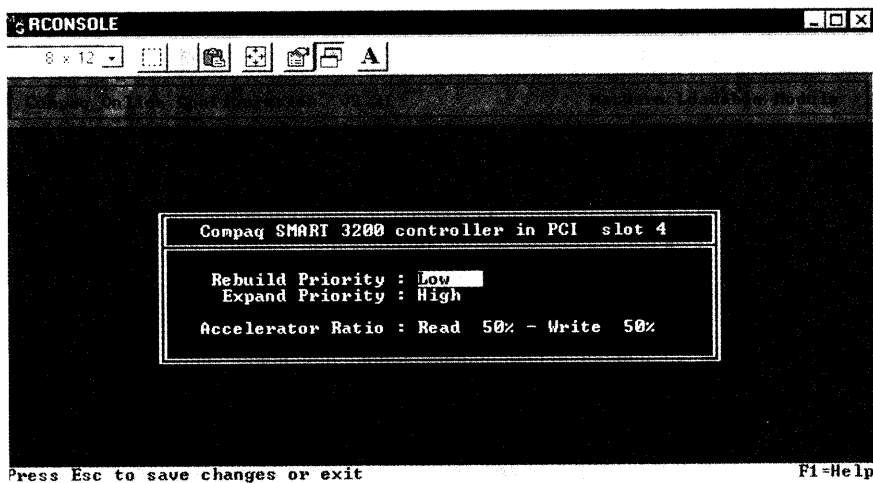 RCONSOLE
8 x 12
A
Compaq SMART 3200 controller in PCI slot 4
Rebuild Priority : Low
Expand Priority : High
Accelerator Ratio : Read 50% - Write 50%
Press Esc to save changes or exit
F1=Help